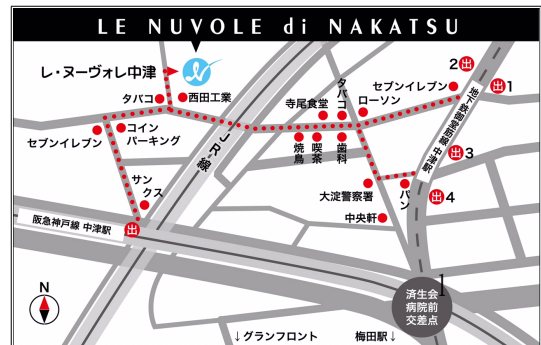 LE NUVOLE di NAKATSU
レ・ヌーヴォレ中津
タバコ
西田工業
セブンイレブン
コイン
パーキング
サン
クス
阪急神戸線 中津駅
出
JR線
寺尾食堂
タバコ
ローソン
セブンイレブン
2 出
出 1
地下鉄御堂筋線 中津駅
焼鳥
喫茶
歯科
出 3
大淀警察署
パン
出 4
中央軒
済生会
病院前
交差点
1
N
↓グランフロント
梅田駅↓